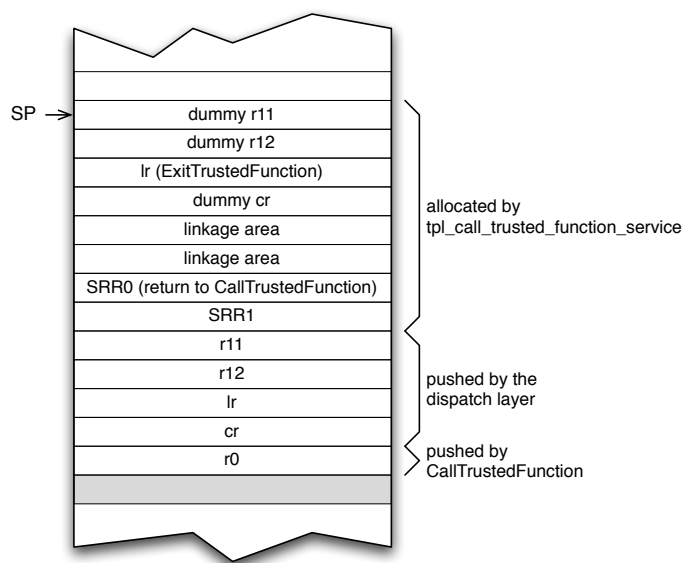 SP
dummy r11
dummy r12
lr (ExitTrustedFunction)
dummy cr
linkage area
linkage area
SRR0 (return to CallTrustedFunction)
SRR1
r11
r12
lr
cr
r0
allocated by
tpl_call_trusted_function_service
pushed by the
dispatch layer
pushed by
CallTrustedFunction